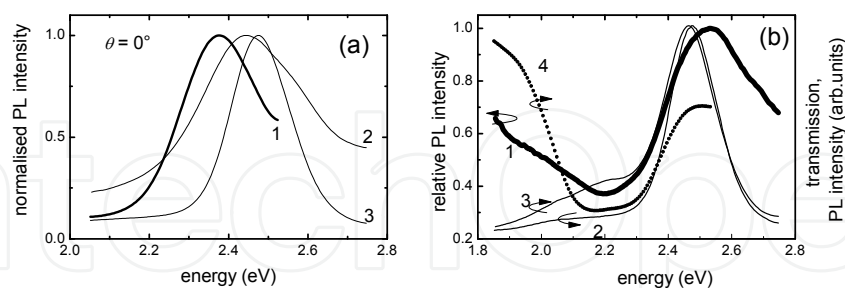 normalised PL intensity
1.0
0.5
0.0
2.0
2.2
2.4
2.6
2.8
energy (eV)
θ = 0°
(a)
1
2
3
relative PL intensity
1.0
0.8
0.6
0.4
0.2
1.8
2.0
2.2
2.4
2.6
2.8
energy (eV)
(b)
4
1
3
2
transmission,
PL intensity (arb.units)